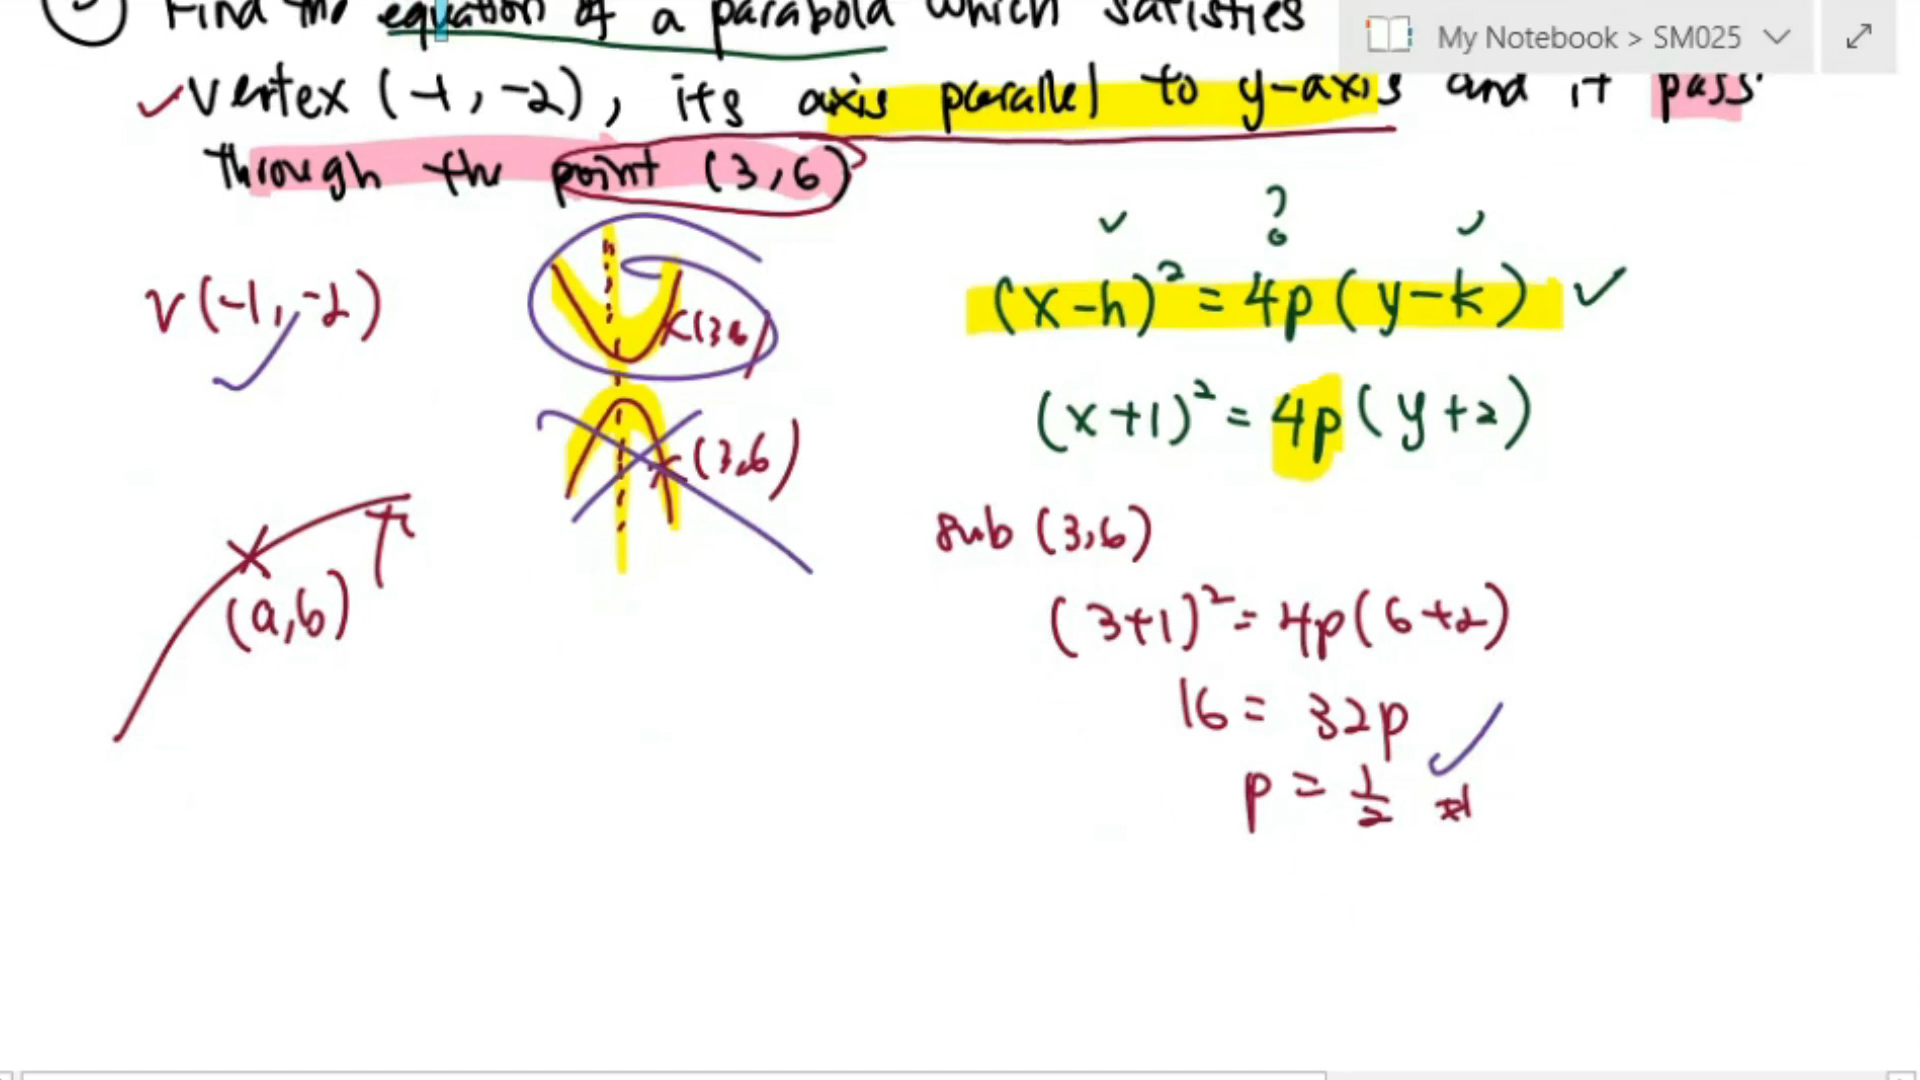 Find the equation of a parabola which satisfies
My Notebook > SM025
✓ vertex (-1, -2), its axis parallel to y-axis and it pass
through the point (3,6)
v(-1, -2)
x(3,6)
x(3,6)
(a,b)
✓ ? ✓
(x-h)² = 4p(y-k) ✓
(x+1)² = 4p(y+2)
sub (3,6)
(3+1)² = 4p(6+2)
16 = 32p
p = 1/2